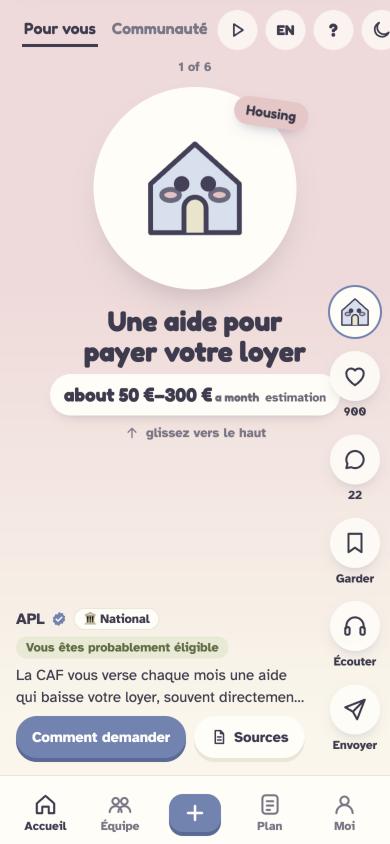 Pour vous
Communauté
EN
?
1 of 6
Housing
Une aide pour
payer votre loyer
about 50 €–300 € a month estimation
↑ glissez vers le haut
900
22
Garder
Écouter
Envoyer
APL
National
Vous êtes probablement éligible
La CAF vous verse chaque mois une aide
qui baisse votre loyer, souvent directemen...
Comment demander
Sources
Accueil
Équipe
Plan
Moi